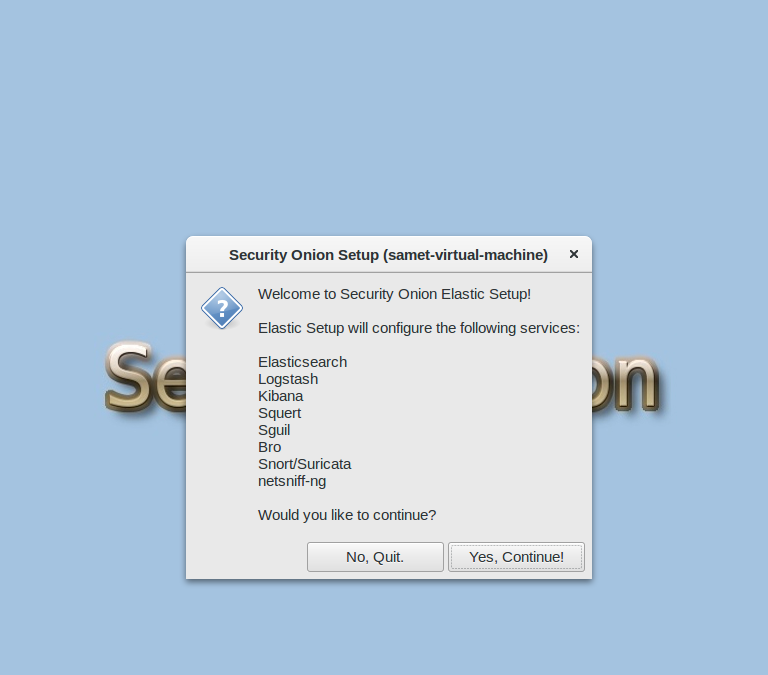 Security Onion Setup (samet-virtual-machine)
Welcome to Security Onion Elastic Setup!
Elastic Setup will configure the following services:
Elasticsearch
Logstash
Kibana
Squert
Sguil
Bro
Snort/Suricata
netsniff-ng
Would you like to continue?
No, Quit.
Yes, Continue!
Se
on